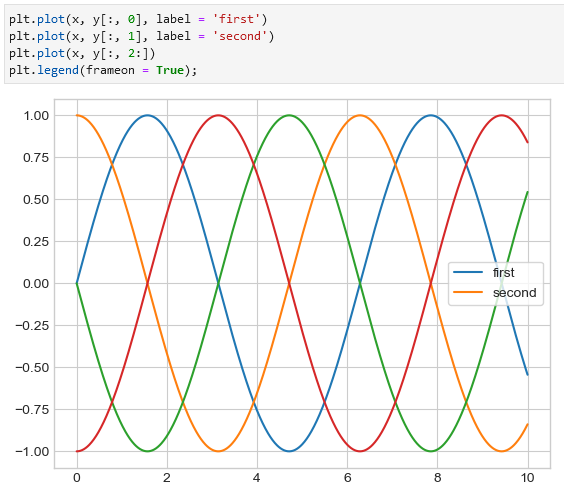 plt.plot(x, y[:, 0], label = 'first')
plt.plot(x, y[:, 1], label = 'second')
plt.plot(x, y[:, 2:])
plt.legend(frameon = True);
1.00
0.75
0.50
0.25
0.00
first
second
−0.25
−0.50
−0.75
−1.00
0 2 4 6 8 10